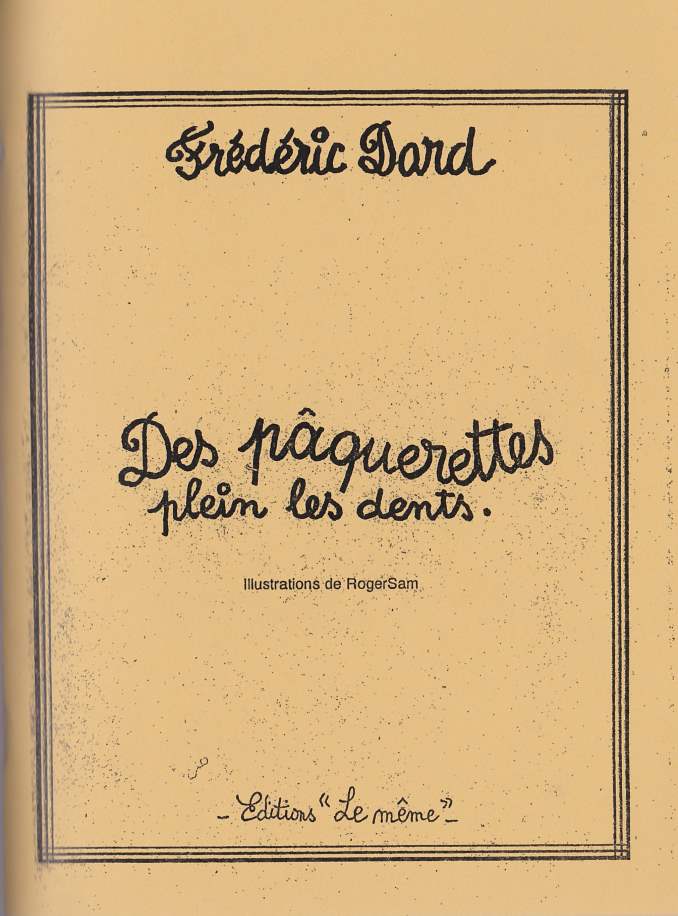 Frédéric Dard
Des pâquerettes
plein les dents.
Illustrations de RogerSam
- Editions "Le même" -